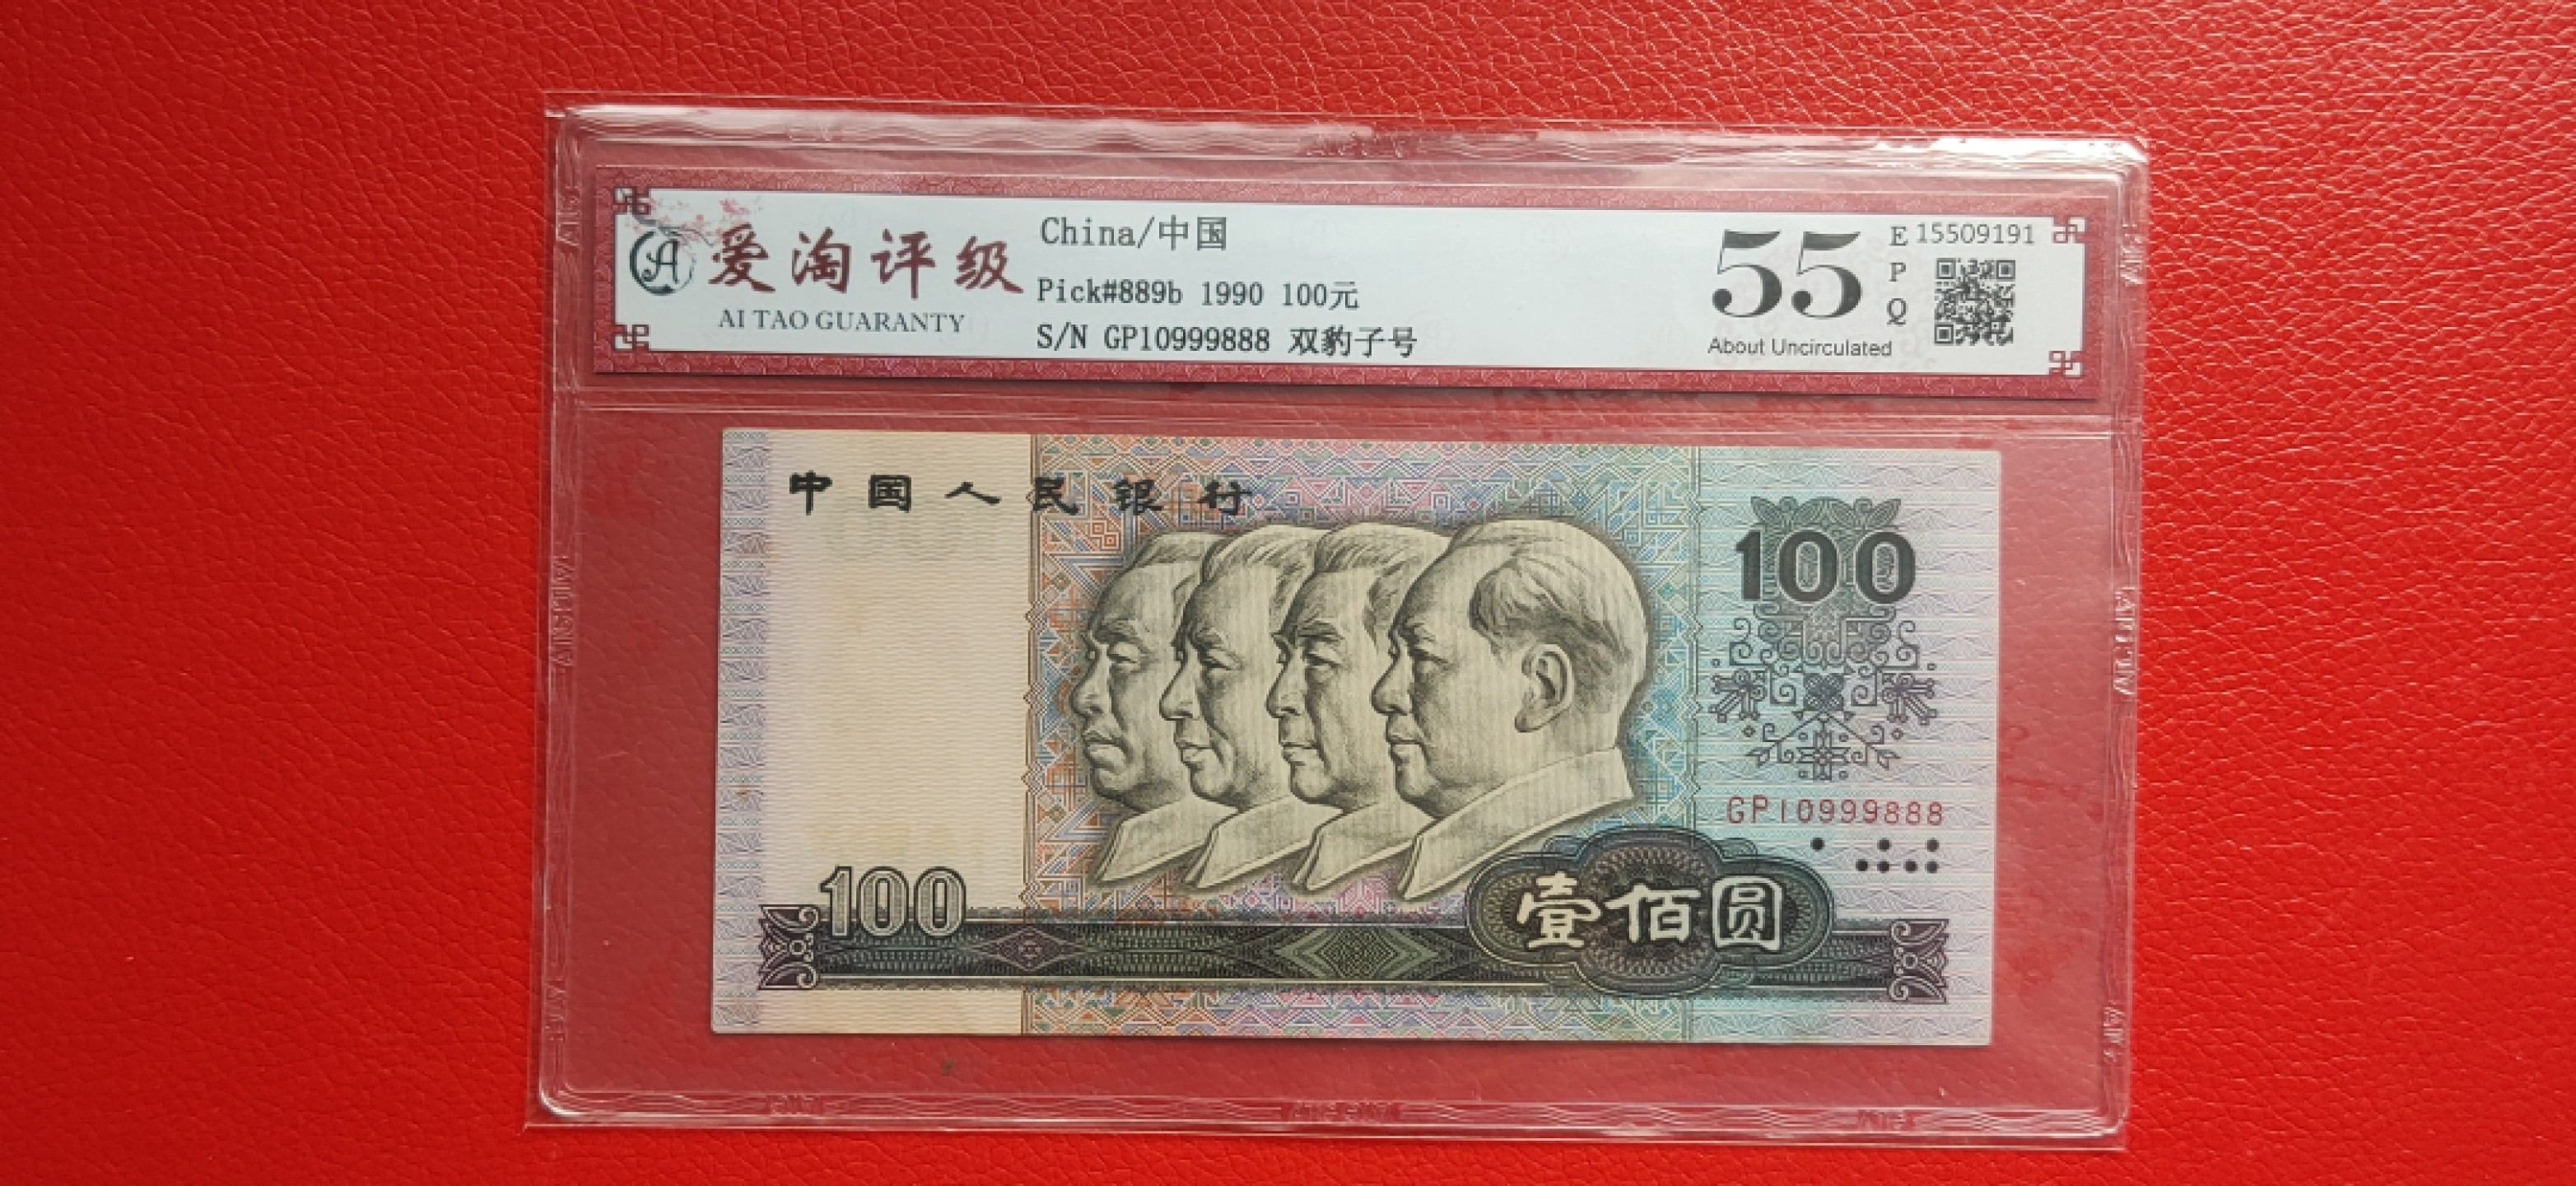 爱淘评级
AI TAO GUARANTY
China/中国
Pick#889b 1990 100元
S/N GP10999888 双豹子号
55
About Uncirculated
EPQ
15509191
中国人民银行
100
GP10999888
100
壹佰圆